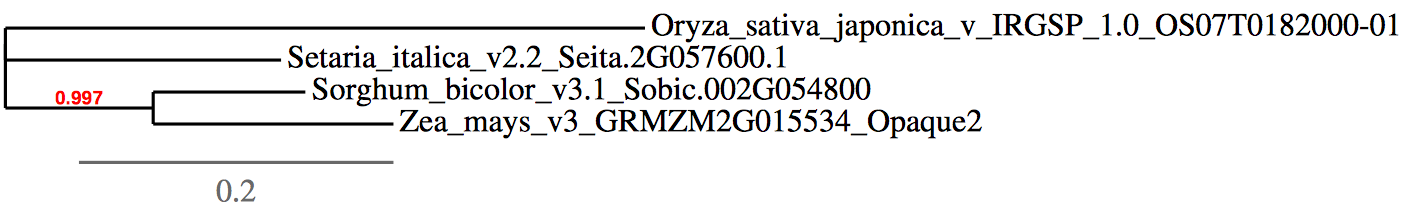 Oryza_sativa_japonica_v_IRGSP_1.0_OS07T0182000-01
Setaria_italica_v2.2_Seita.2G057600.1
Sorghum_bicolor_v3.1_Sobic.002G054800
0.997
Zea_mays_v3_GRMZM2G015534_Opaque2
0.2